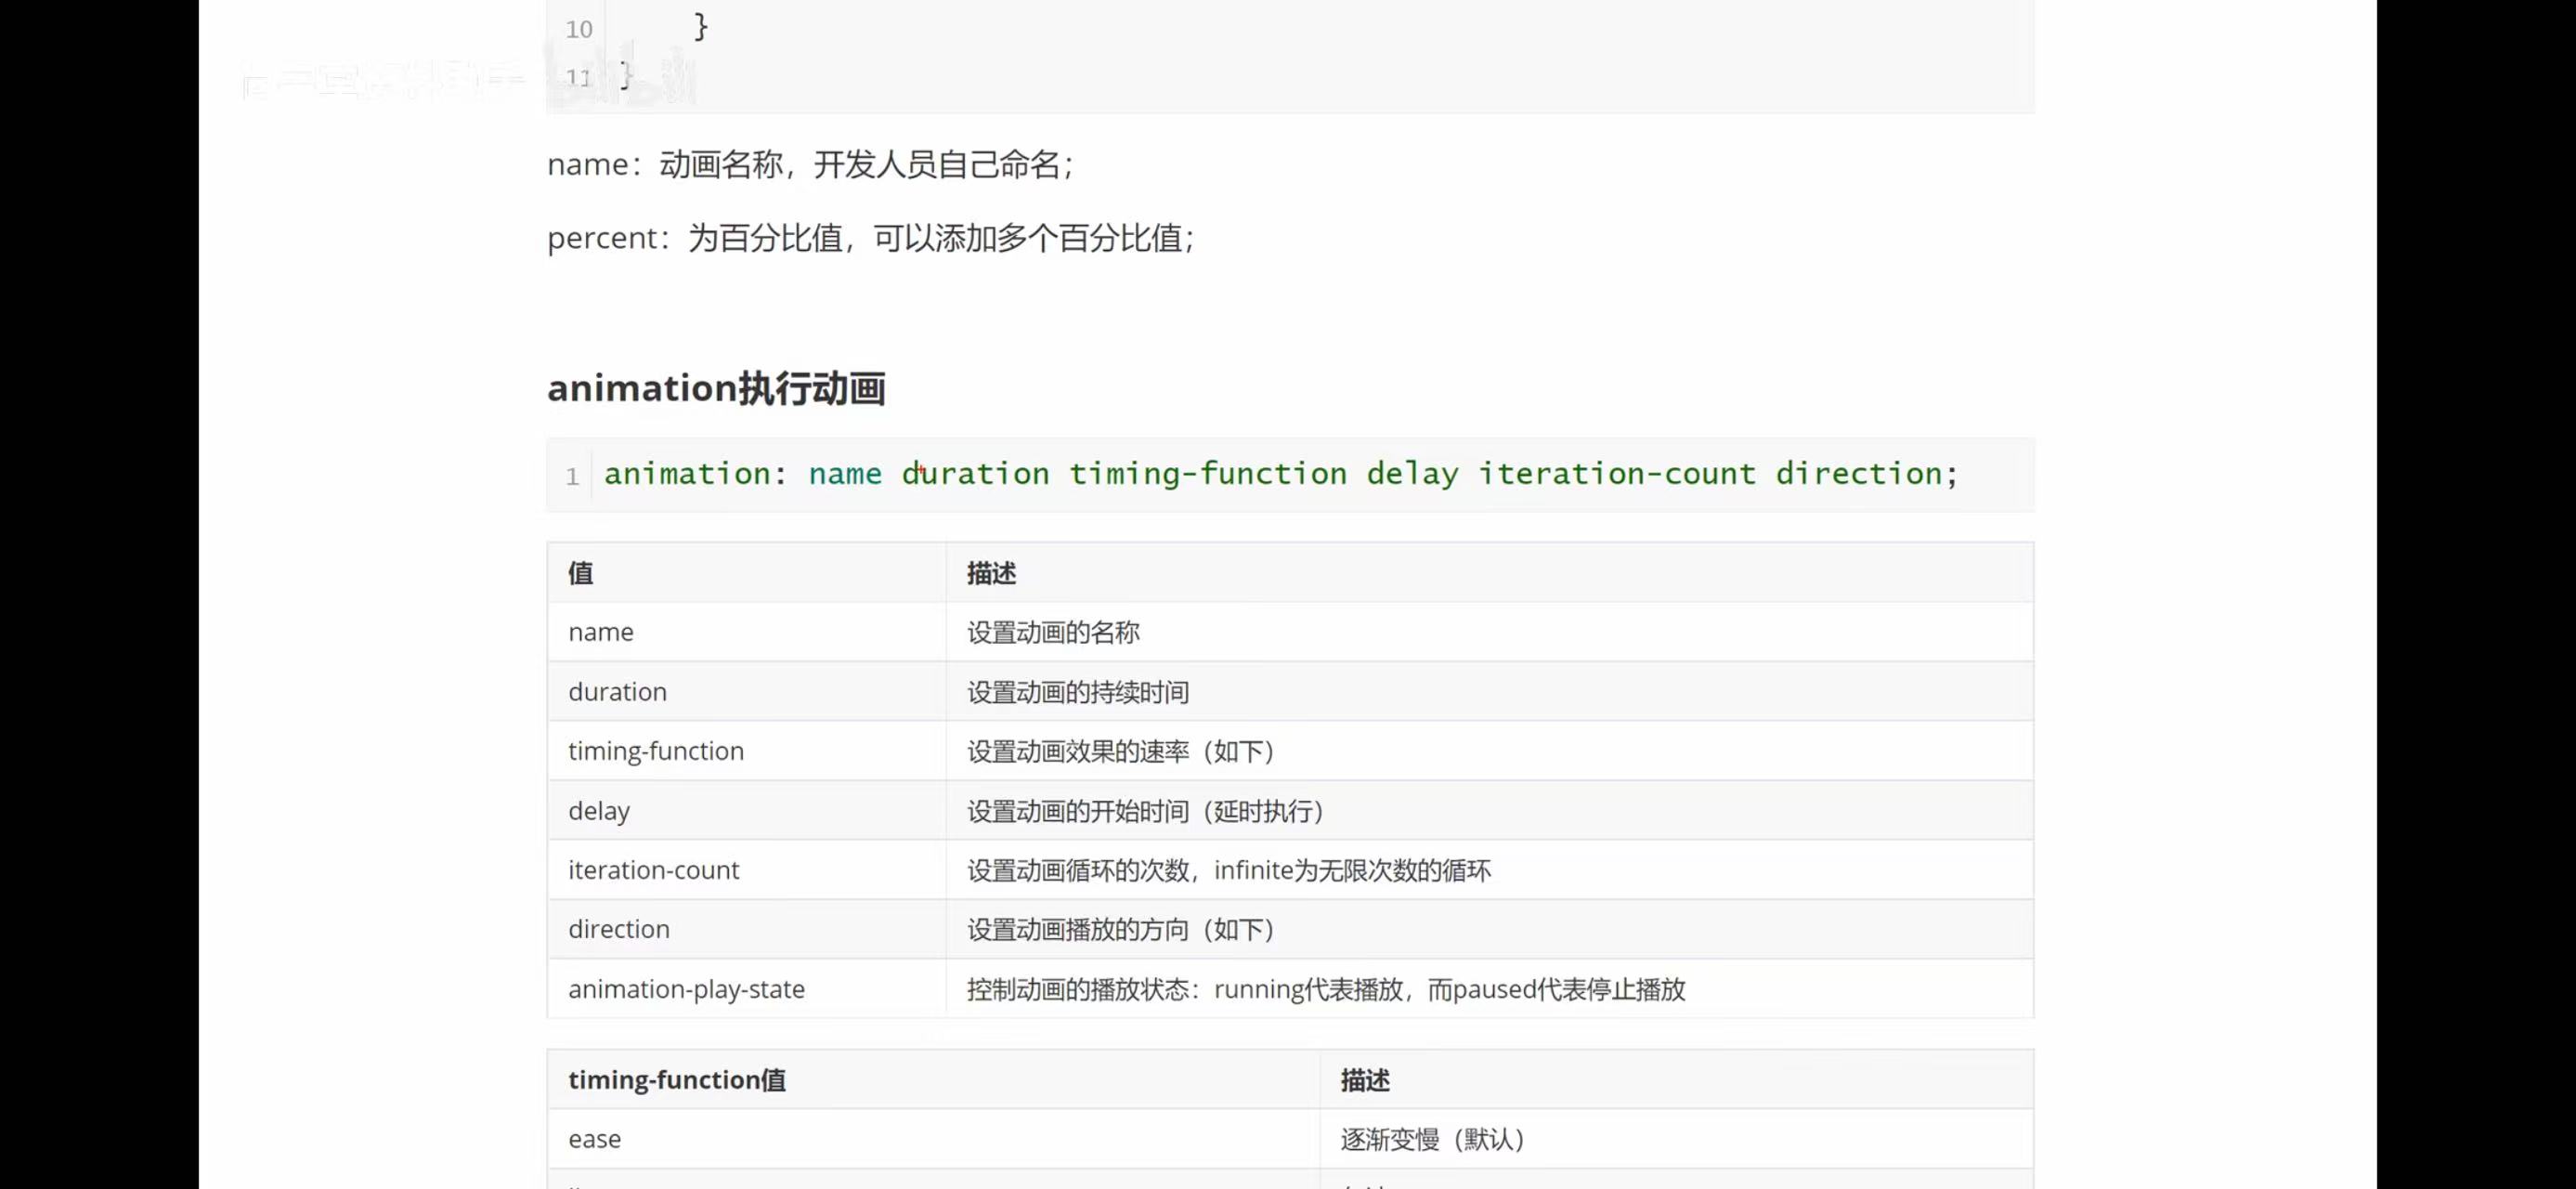 10 }
11 }
name：动画名称，开发人员自己命名；
percent：为百分比值，可以添加多个百分比值；
animation执行动画
1 animation: name duration timing-function delay iteration-count direction;
值 描述
name 设置动画的名称
duration 设置动画的持续时间
timing-function 设置动画效果的速率（如下）
delay 设置动画的开始时间（延时执行）
iteration-count 设置动画循环的次数，infinite为无限次数的循环
direction 设置动画播放的方向（如下）
animation-play-state 控制动画的播放状态：running代表播放，而paused代表停止播放
timing-function值 描述
ease 逐渐变慢（默认）